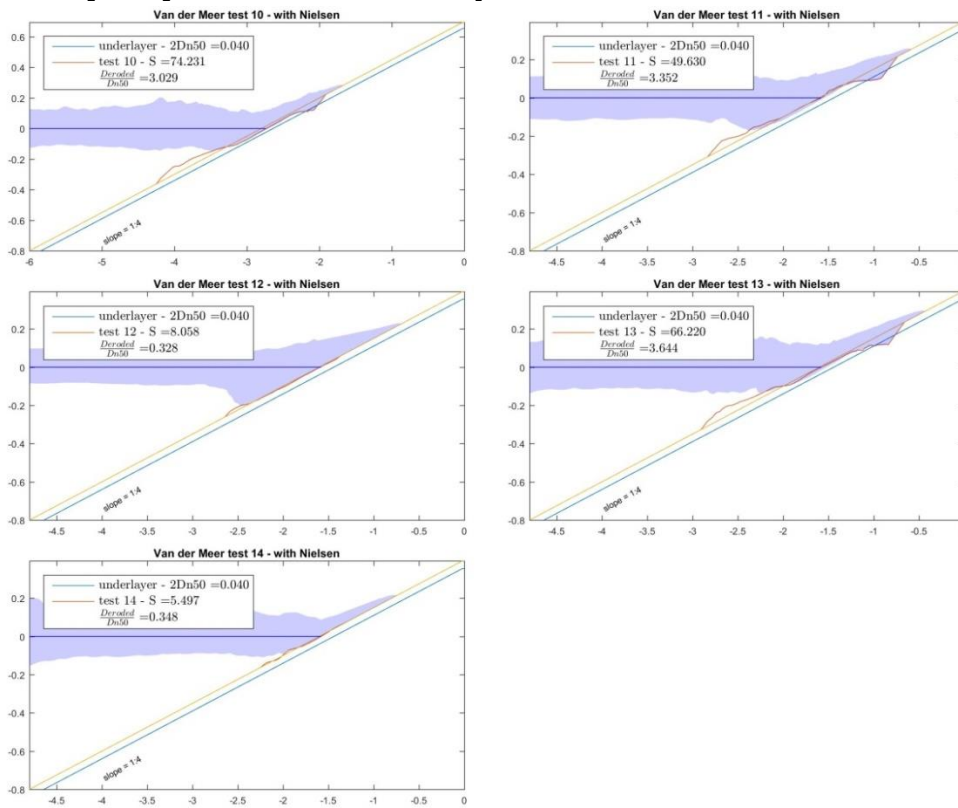 Van der Meer test 10 - with Nielsen
underlayer - 2Dn50 =0.040
test 10 - S =74.231
Deroded
Dn50
=3.029
0.6
0.4
0.2
0
-0.2
-0.4
-0.6
-0.8
slope = 1:4
-6
-5
-4
-3
-2
-1
0
Van der Meer test 11 - with Nielsen
underlayer - 2Dn50 =0.040
test 11 - S =49.630
Deroded
Dn50
=3.352
0.2
0
-0.2
-0.4
-0.6
-0.8
slope = 1:4
-4.5
-4
-3.5
-3
-2.5
-2
-1.5
-1
-0.5
Van der Meer test 12 - with Nielsen
underlayer - 2Dn50 =0.040
test 12 - S =8.058
Deroded
Dn50
=0.328
0.2
0
-0.2
-0.4
-0.6
-0.8
slope = 1:4
-4.5
-4
-3.5
-3
-2.5
-2
-1.5
-1
-0.5
0
Van der Meer test 13 - with Nielsen
underlayer - 2Dn50 =0.040
test 13 - S =66.220
Deroded
Dn50
=3.644
0.2
0
-0.2
-0.4
-0.6
-0.8
slope = 1:4
-4.5
-4
-3.5
-3
-2.5
-2
-1.5
-1
-0.5
Van der Meer test 14 - with Nielsen
underlayer - 2Dn50 =0.040
test 14 - S =5.497
Deroded
Dn50
=0.348
0.2
0
-0.2
-0.4
-0.6
-0.8
slope = 1:4
-4.5
-4
-3.5
-3
-2.5
-2
-1.5
-1
-0.5
0